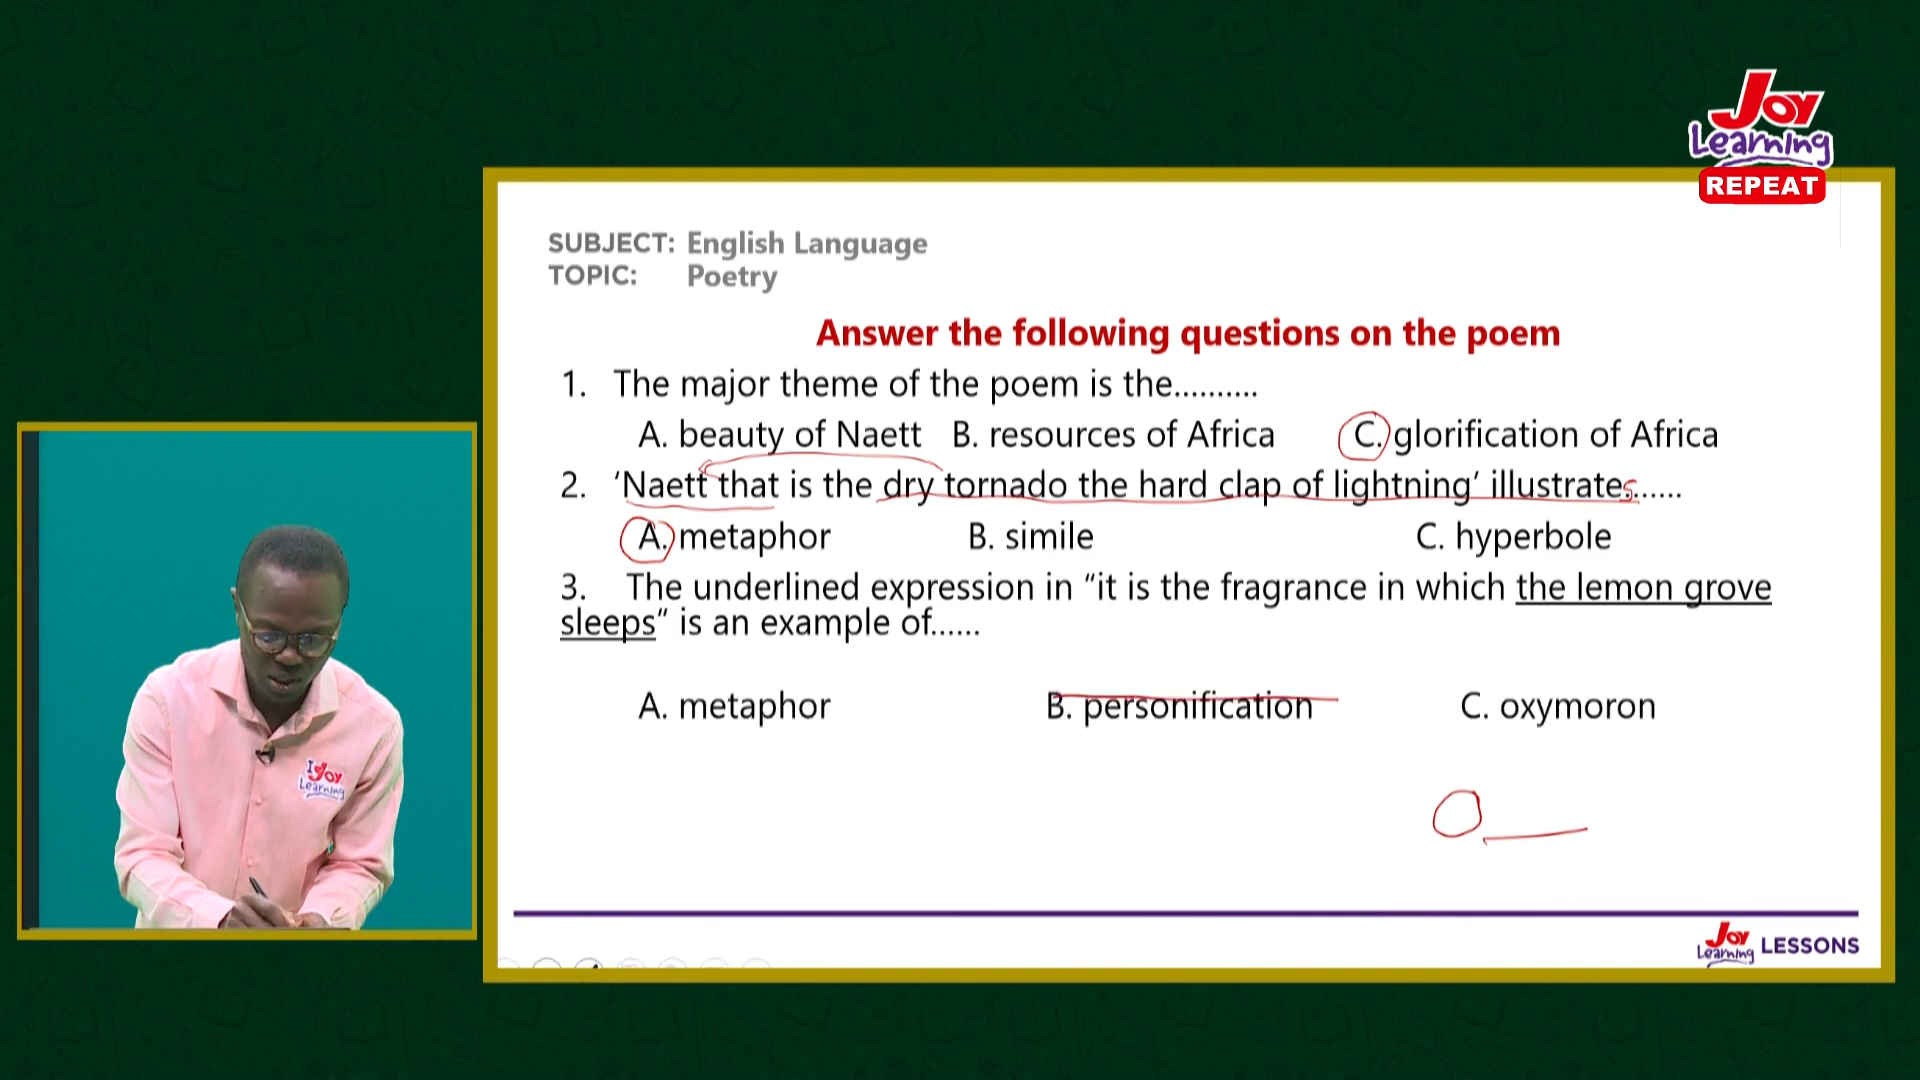 Joy
Learning
REPEAT
SUBJECT: English Language
TOPIC: Poetry
Answer the following questions on the poem
1. The major theme of the poem is the..........
A. beauty of Naett B. resources of Africa C. glorification of Africa
2. ‘Naett that is the dry tornado the hard clap of lightning’ illustrates......
A. metaphor B. simile C. hyperbole
3. The underlined expression in “it is the fragrance in which the lemon grove
sleeps” is an example of......
A. metaphor B. personification C. oxymoron
I Joy
Learning
Joy
Learning LESSONS